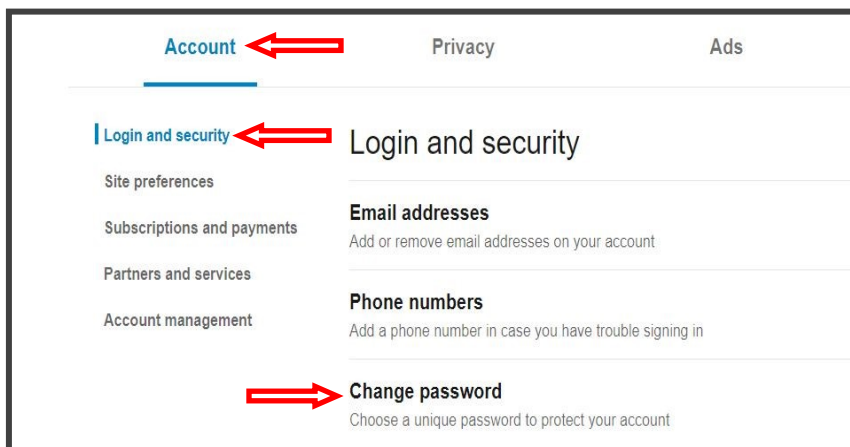 Account Privacy Ads
Login and security
Site preferences
Subscriptions and payments
Partners and services
Account management
Login and security
Email addresses
Add or remove email addresses on your account
Phone numbers
Add a phone number in case you have trouble signing in
Change password
Choose a unique password to protect your account